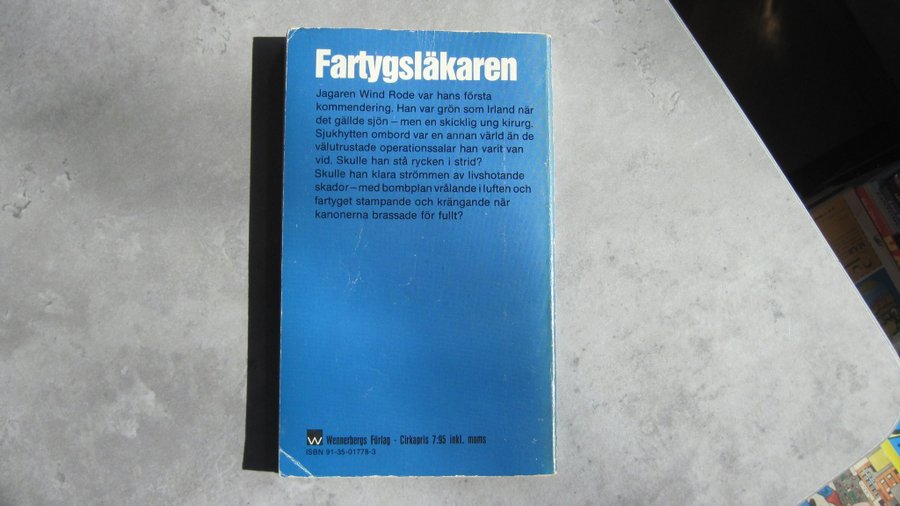 Fartygsläkaren
Jagaren Wind Rode var hans första
kommendering. Han var grön som Irland när
det gällde sjön – men en skicklig ung kirurg.
Sjukhytten ombord var en annan värld än de
välutrustade operationssalar han varit van
vid. Skulle han stå rycken i strid?
Skulle han klara strömmen av livshotande
skador – med bombplan vrålande i luften och
fartyget stampande och krängande när
kanonerna brassade för fullt?
W Wennerbergs Förlag · Cirkapris 7:95 inkl. moms
ISBN 91-35-01778-3